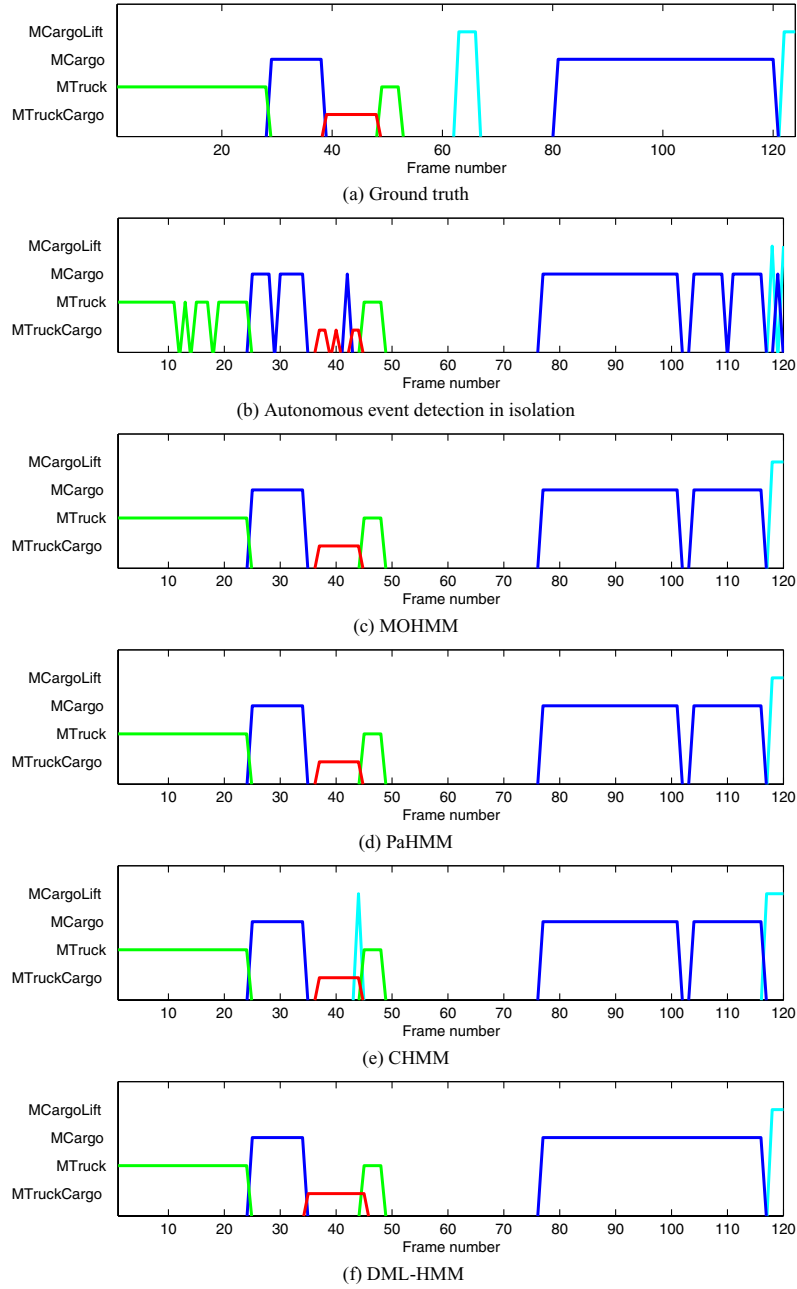 MCargoLift
MCargo
MTruck
MTruckCargo
20 40 60 80 100 120
Frame number
(a) Ground truth
MCargoLift
MCargo
MTruck
MTruckCargo
10 20 30 40 50 60 70 80 90 100 110 120
Frame number
(b) Autonomous event detection in isolation
MCargoLift
MCargo
MTruck
MTruckCargo
10 20 30 40 50 60 70 80 90 100 110 120
Frame number
(c) MOHMM
MCargoLift
MCargo
MTruck
MTruckCargo
10 20 30 40 50 60 70 80 90 100 110 120
Frame number
(d) PaHMM
MCargoLift
MCargo
MTruck
MTruckCargo
10 20 30 40 50 60 70 80 90 100 110 120
Frame number
(e) CHMM
MCargoLift
MCargo
MTruck
MTruckCargo
10 20 30 40 50 60 70 80 90 100 110 120
Frame number
(f) DML-HMM